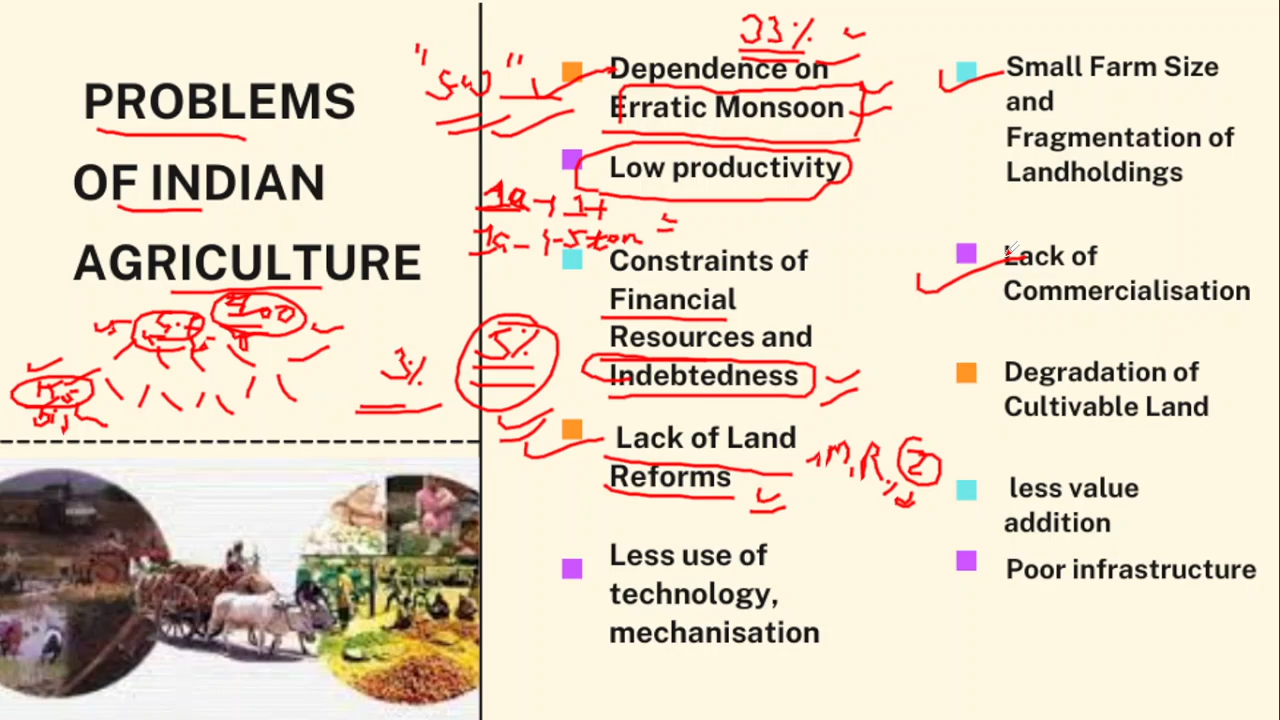 PROBLEMS
OF INDIAN
AGRICULTURE
33%
Dependence on
Erratic Monsoon
Low productivity
Constraints of
Financial
Resources and
Indebtedness
3%
5%
Lack of Land
Reforms
M, R, Z
Less use of
technology,
mechanisation
Small Farm Size
and
Fragmentation of
Landholdings
Lack of
Commercialisation
Degradation of
Cultivable Land
less value
addition
Poor infrastructure